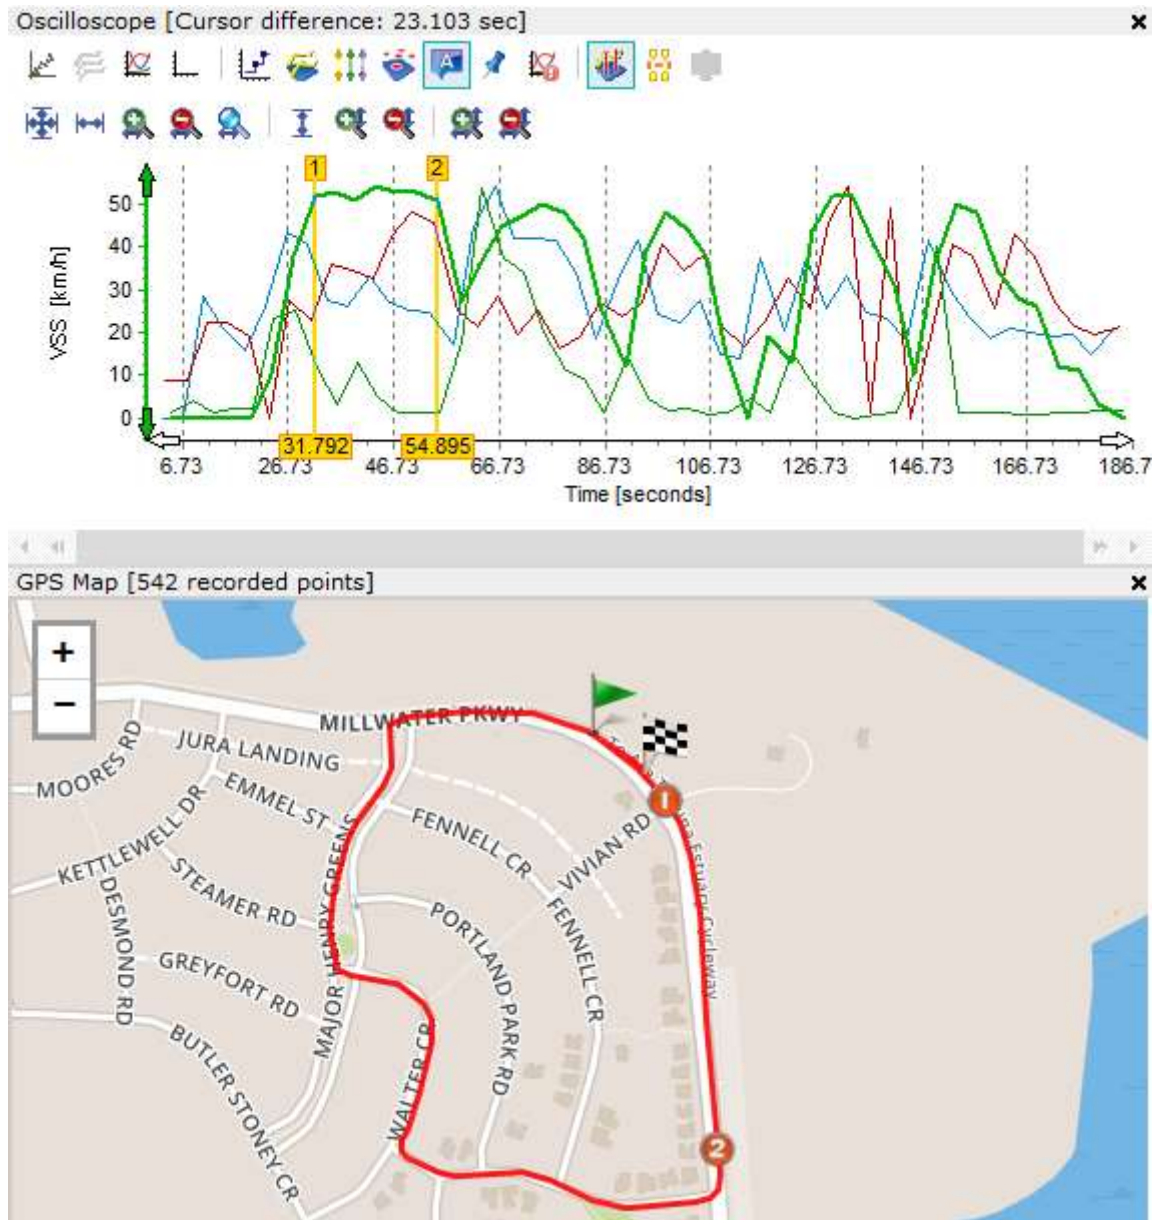 Oscilloscope [Cursor difference: 23.103 sec]
A
1 2
50
40
30
20
10
0
VSS [km/h]
31.792 54.895
6.73 26.73 46.73 66.73 86.73 106.73 126.73 146.73 166.73 186.7
Time [seconds]
GPS Map [542 recorded points]
+
−
MILLWATER PKWY
JURA LANDING
MOORES RD
EMMEL ST
KETTLEWELL DR
FENNELL CR
VIVIAN RD
1
STEAMER RD
DESMOND RD
MAJOR HENRY GREENS
PORTLAND PARK RD
FENNELL CR
Estuary Cycleway
GREYFORT RD
WALTER CR
BUTLER STONEY CR
2